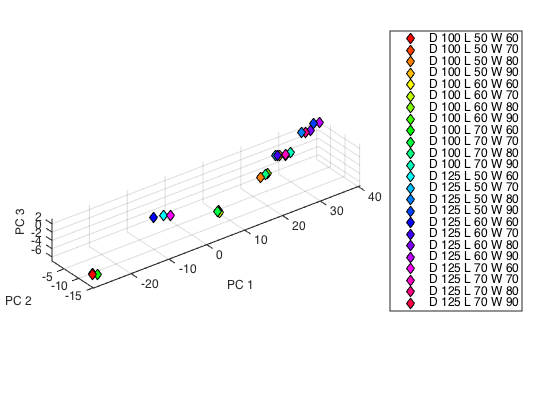 D 100 L 50 W 60
D 100 L 50 W 70
D 100 L 50 W 80
D 100 L 50 W 90
D 100 L 60 W 60
D 100 L 60 W 70
D 100 L 60 W 80
D 100 L 60 W 90
D 100 L 70 W 60
D 100 L 70 W 70
D 100 L 70 W 80
D 100 L 70 W 90
D 125 L 50 W 60
D 125 L 50 W 70
D 125 L 50 W 80
D 125 L 50 W 90
D 125 L 60 W 60
D 125 L 60 W 70
D 125 L 60 W 80
D 125 L 60 W 90
D 125 L 70 W 60
D 125 L 70 W 70
D 125 L 70 W 80
D 125 L 70 W 90
PC 3
2
0
-2
-4
-6
PC 2
-5
-10
-15
PC 1
-20
-10
0
10
20
30
40